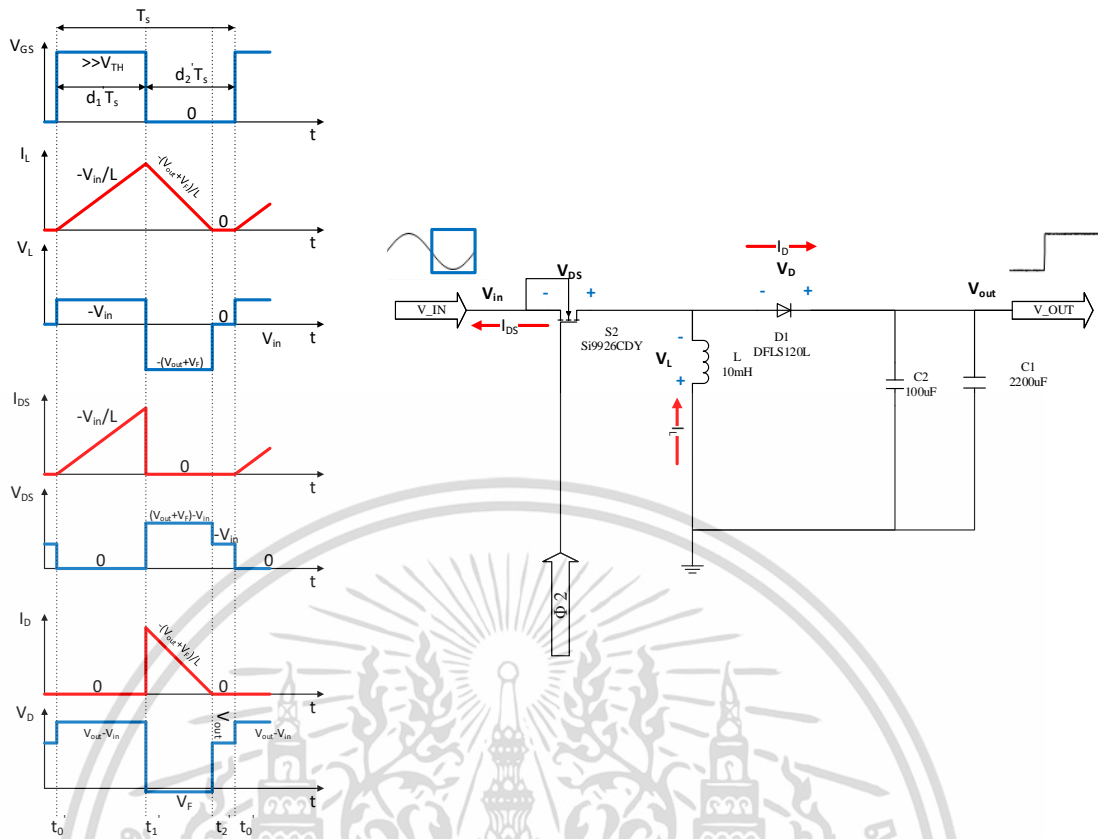 Ts
VGS
>>VTH
d1'Ts
d2'Ts
0
t
IL
-Vin/L
-(Vout+VF)/L
0
t
VL
-Vin
0
Vin
-(Vout+VF)
t
IDS
-Vin/L
0
t
VDS
(Vout+VF)-Vin
-Vin
0
0
t
ID
-(Vout+VF)/L
0
0
t
VD
Vout-Vin
Vout
Vout-Vin
VF
t
t0'
t1'
t2'
t0'
V_IN
Vin
VDS
-
+
IDS
S2
Si9926CDY
Φ 2
VL
-
+
IL
L
10mH
ID
VD
-
+
D1
DFLS120L
Vout
V_OUT
C2
100uF
C1
2200uF